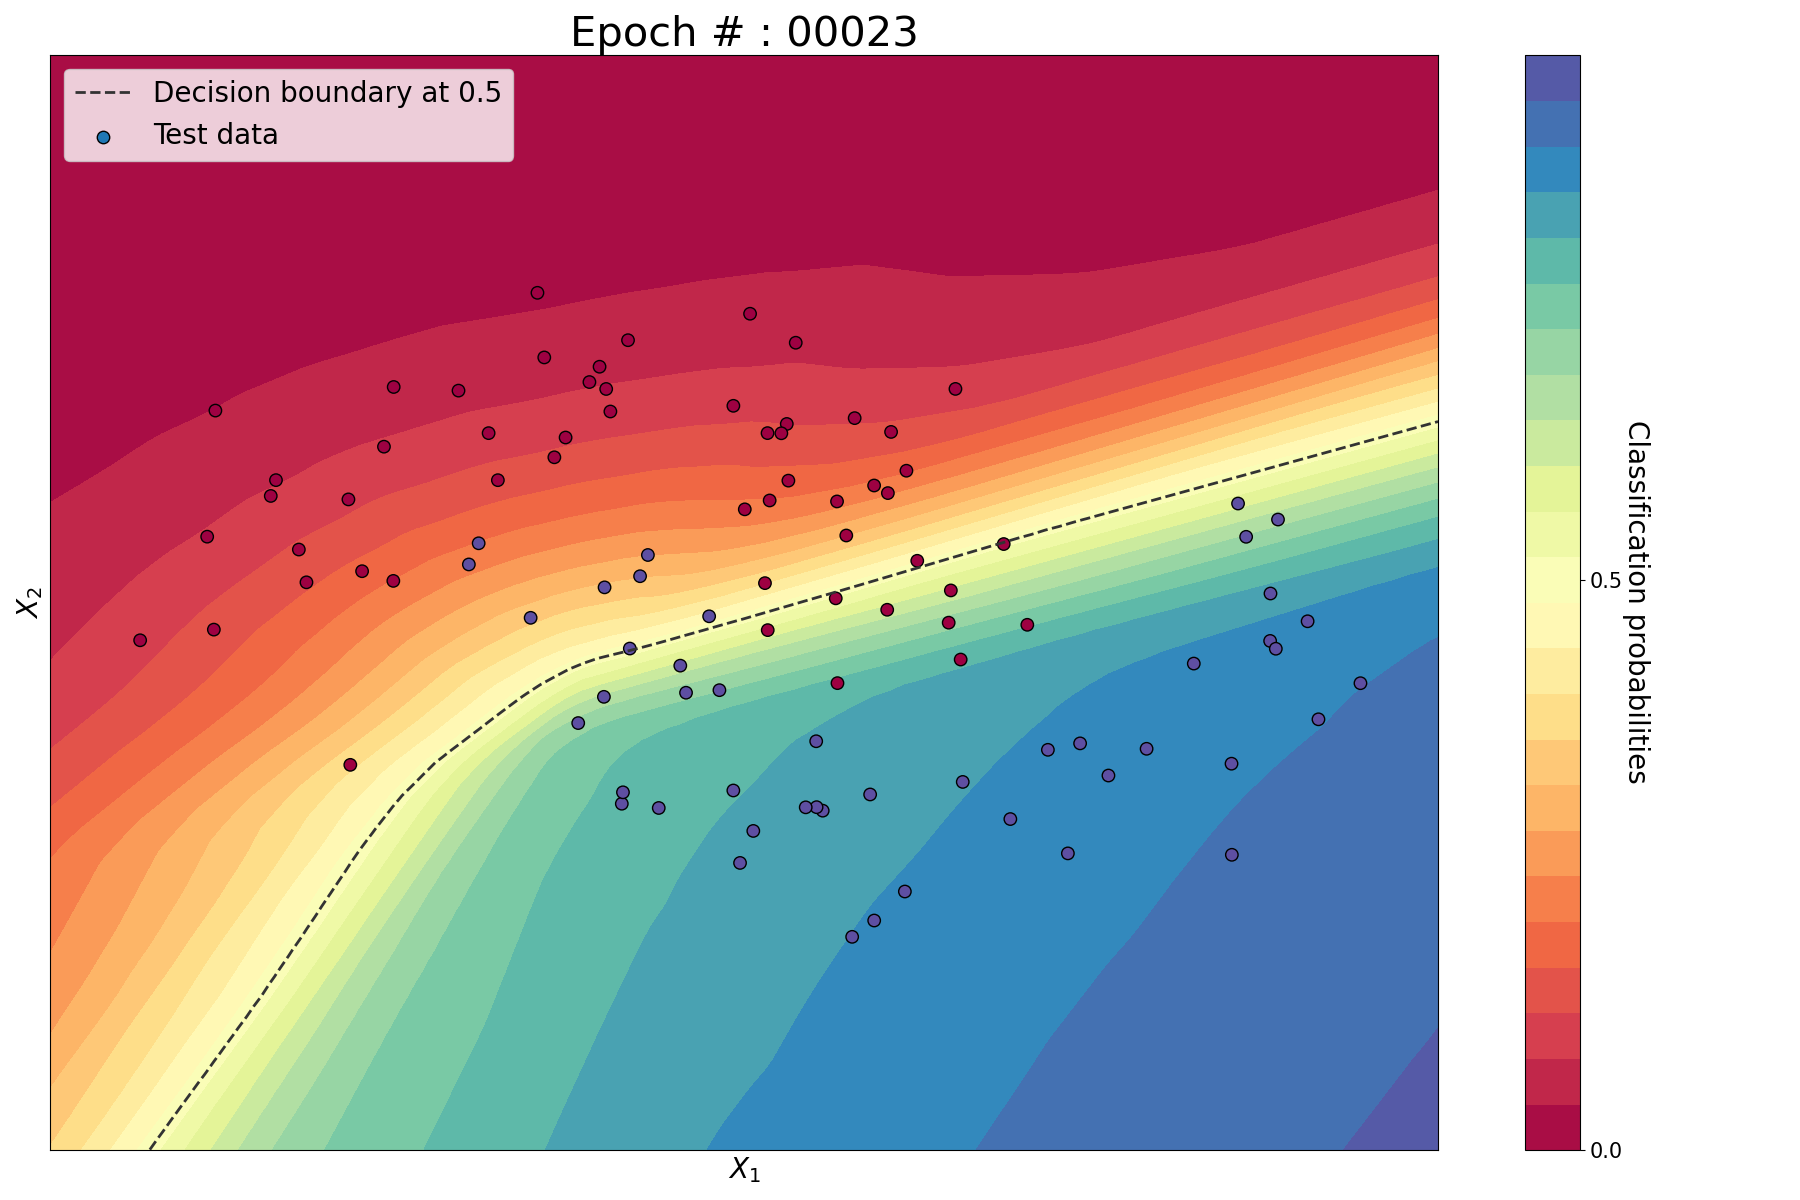 Epoch # : 00023
Decision boundary at 0.5
Test data
X₂
X₁
0.5
0.0
Classification probabilities